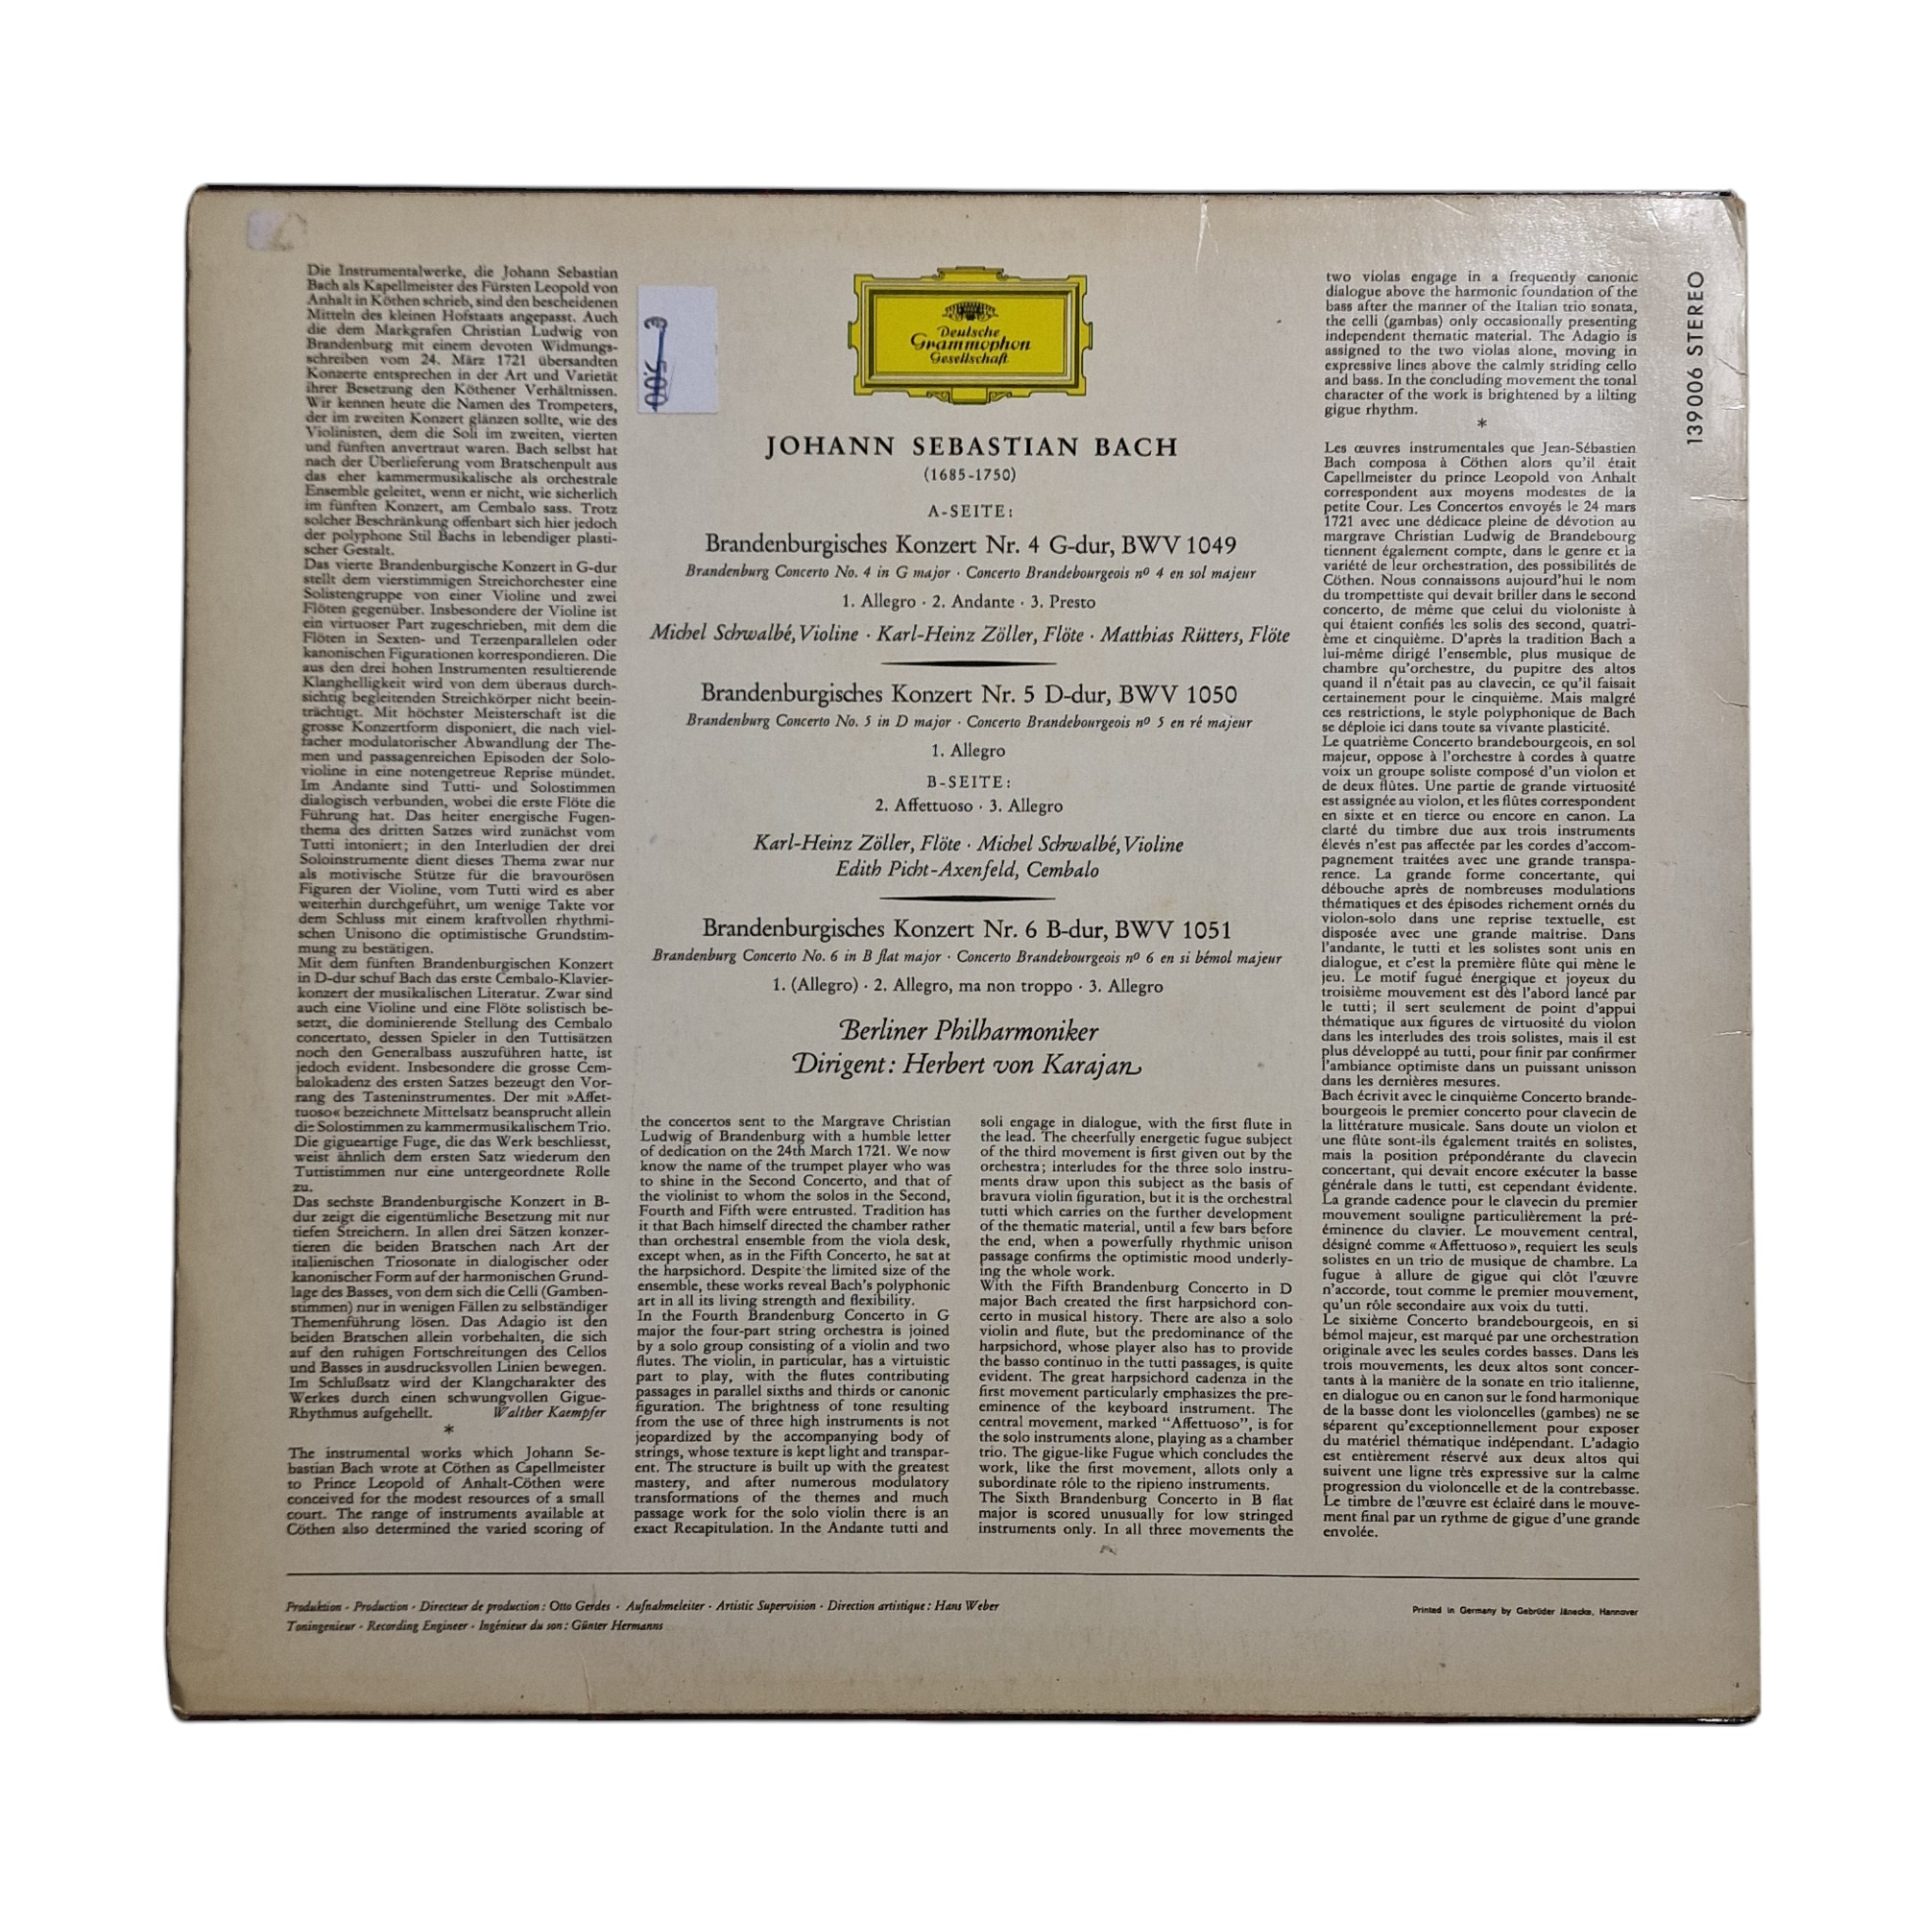 Die Instrumentalwerke, die Johann Sebastian
Bach als Kapellmeister des Fürsten Leopold von
Anhalt in Köthen schrieb, sind den bescheidenen
Mitteln des kleinen Hofstaats angepasst. Auch
die dem Markgrafen Christian Ludwig von
Brandenburg mit einem devoten Widmungs-
schreiben vom 24. März 1721 übersandten
Konzerte entsprechen in der Art und Varietät
ihrer Besetzung den Köthener Verhältnissen.
Wir kennen heute die Namen des Trompeters,
der im zweiten Konzert glänzen sollte, wie des
Violinisten, dem die Soli im zweiten, vierten
und fünften anvertraut waren. Bach selbst hat
nach der Überlieferung vom Bratschenpult aus
das eher kammermusikalische als orchestrale
Ensemble geleitet, wenn er nicht, wie sicherlich
im fünften Konzert, am Cembalo sass. Trotz
solcher Beschränkung offenbart sich hier jedoch
der polyphone Stil Bachs in lebendiger plasti-
scher Gestalt.
Das vierte Brandenburgische Konzert in G-dur
stellt dem vierstimmigen Streichorchester eine
Solistengruppe von einer Violine und zwei
Flöten gegenüber. Insbesondere der Violine ist
ein virtuoser Part zugeschrieben, mit dem die
Flöten in Sexten- und Terzenparallelen oder
kanonischen Figurationen korrespondieren. Die
aus den drei hohen Instrumenten resultierende
Klanghelligkeit wird von dem überaus durch-
sichtig begleitenden Streichkörper nicht beein-
trächtigt. Mit höchster Meisterschaft ist die
grosse Konzertform disponiert, die nach viel-
facher modulatorischer Abwandlung der The-
men und passagenreichen Episoden der Solo-
violine in eine notengetreue Reprise mündet.
Im Andante sind Tutti- und Solostimmen
dialogisch verbunden, wobei die erste Flöte die
Führung hat. Das heiter energische Fugen-
thema des dritten Satzes wird zunächst vom
Tutti intoniert; in den Interludien der drei
Soloinstrumente dient dieses Thema zwar nur
als motivische Stütze für die bravourösen
Figuren der Violine, vom Tutti wird es aber
weiterhin durchgeführt, um wenige Takte vor
dem Schluss mit einem kraftvollen rhythmi-
schen Unisono die optimistische Grundstim-
mung zu bestätigen.
Mit dem fünften Brandenburgischen Konzert
in D-dur schuf Bach das erste Cembalo-Klavier-
konzert der musikalischen Literatur. Zwar sind
auch eine Violine und eine Flöte solistisch be-
setzt, die dominierende Stellung des Cembalo
concertato, dessen Spieler in den Tuttisätzen
noch den Generalbass auszuführen hatte, ist
jedoch evident. Insbesondere die grosse Cem-
balokadenz des ersten Satzes bezeugt den Vor-
rang des Tasteninstrumentes. Der mit »Affet-
tuoso« bezeichnete Mittelsatz beansprucht allein
die Solostimmen zu kammermusikalischem Trio.
Die gigueartige Fuge, die das Werk beschliesst,
weist ähnlich dem ersten Satz wiederum den
Tuttistimmen nur eine untergeordnete Rolle
zu.
Das sechste Brandenburgische Konzert in B-
dur zeigt die eigentümliche Besetzung mit nur
tiefen Streichern. In allen drei Sätzen konzer-
tieren die beiden Bratschen nach Art der
italienischen Triosonate in dialogischer oder
kanonischer Form auf der harmonischen Grund-
lage des Basses, von dem sich die Celli (Gamben-
stimmen) nur in wenigen Fällen zu selbständiger
Themenführung lösen. Das Adagio ist den
beiden Bratschen allein vorbehalten, die sich
auf den ruhigen Fortschreitungen des Cellos
und Basses in ausdrucksvollen Linien bewegen.
Im Schlußsatz wird der Klangcharakter des
Werkes durch einen schwungvollen Gigue-
Rhythmus aufgehellt. Walther Kaempfer
*
The instrumental works which Johann Se-
bastian Bach wrote at Cöthen as Capellmeister
to Prince Leopold of Anhalt-Cöthen were
conceived for the modest resources of a small
court. The range of instruments available at
Cöthen also determined the varied scoring of
Deutsche
Grammophon
Gesellschaft
JOHANN SEBASTIAN BACH
(1685-1750)
A-SEITE:
Brandenburgisches Konzert Nr. 4 G-dur, BWV 1049
Brandenburg Concerto No. 4 in G major · Concerto Brandebourgeois nº 4 en sol majeur
1. Allegro · 2. Andante · 3. Presto
Michel Schwalbé, Violine · Karl-Heinz Zöller, Flöte · Matthias Rütters, Flöte
Brandenburgisches Konzert Nr. 5 D-dur, BWV 1050
Brandenburg Concerto No. 5 in D major · Concerto Brandebourgeois nº 5 en ré majeur
1. Allegro
B-SEITE:
2. Affettuoso · 3. Allegro
Karl-Heinz Zöller, Flöte · Michel Schwalbé, Violine
Edith Picht-Axenfeld, Cembalo
Brandenburgisches Konzert Nr. 6 B-dur, BWV 1051
Brandenburg Concerto No. 6 in B flat major · Concerto Brandebourgeois nº 6 en si bémol majeur
1. (Allegro) · 2. Allegro, ma non troppo · 3. Allegro
Berliner Philharmoniker
Dirigent: Herbert von Karajan
the concertos sent to the Margrave Christian
Ludwig of Brandenburg with a humble letter
of dedication on the 24th March 1721. We now
know the name of the trumpet player who was
to shine in the Second Concerto, and that of
the violinist to whom the solos in the Second,
Fourth and Fifth were entrusted. Tradition has
it that Bach himself directed the chamber rather
than orchestral ensemble from the viola desk,
except when, as in the Fifth Concerto, he sat at
the harpsichord. Despite the limited size of the
ensemble, these works reveal Bach's polyphonic
art in all its living strength and flexibility.
In the Fourth Brandenburg Concerto in G
major the four-part string orchestra is joined
by a solo group consisting of a violin and two
flutes. The violin, in particular, has a virtuistic
part to play, with the flutes contributing
passages in parallel sixths and thirds or canonic
figuration. The brightness of tone resulting
from the use of three high instruments is not
jeopardized by the accompanying body of
strings, whose texture is kept light and transpar-
ent. The structure is built up with the greatest
mastery, and after numerous modulatory
transformations of the themes and much
passage work for the solo violin there is an
exact Recapitulation. In the Andante tutti and
soli engage in dialogue, with the first flute in
the lead. The cheerfully energetic fugue subject
of the third movement is first given out by the
orchestra; interludes for the three solo instru-
ments draw upon this subject as the basis of
bravura violin figuration, but it is the orchestral
tutti which carries on the further development
of the thematic material, until a few bars before
the end, when a powerfully rhythmic unison
passage confirms the optimistic mood underly-
ing the whole work.
With the Fifth Brandenburg Concerto in D
major Bach created the first harpsichord con-
certo in musical history. There are also a solo
violin and flute, but the predominance of the
harpsichord, whose player also has to provide
the basso continuo in the tutti passages, is quite
evident. The great harpsichord cadenza in the
first movement particularly emphasizes the pre-
eminence of the keyboard instrument. The
central movement, marked “Affettuoso”, is for
the solo instruments alone, playing as a chamber
trio. The gigue-like Fugue which concludes the
work, like the first movement, allots only a
subordinate rôle to the ripieno instruments.
The Sixth Brandenburg Concerto in B flat
major is scored unusually for low stringed
instruments only. In all three movements the
two violas engage in a frequently canonic
dialogue above the harmonic foundation of the
bass after the manner of the Italian trio sonata,
the celli (gambas) only occasionally presenting
independent thematic material. The Adagio is
assigned to the two violas alone, moving in
expressive lines above the calmly striding cello
and bass. In the concluding movement the tonal
character of the work is brightened by a lilting
gigue rhythm.
*
Les œuvres instrumentales que Jean-Sébastien
Bach composa à Cöthen alors qu'il était
Capellmeister du prince Leopold von Anhalt
correspondent aux moyens modestes de la
petite Cour. Les Concertos envoyés le 24 mars
1721 avec une dédicace pleine de dévotion au
margrave Christian Ludwig de Brandebourg
tiennent également compte, dans le genre et la
variété de leur orchestration, des possibilités de
Cöthen. Nous connaissons aujourd'hui le nom
du trompettiste qui devait briller dans le second
concerto, de même que celui du violoniste à
qui étaient confiés les solis des second, quatri-
ème et cinquième. D'après la tradition Bach a
lui-même dirigé l'ensemble, plus musique de
chambre qu'orchestre, du pupitre des altos
quand il n'était pas au clavecin, ce qu'il faisait
certainement pour le cinquième. Mais malgré
ces restrictions, le style polyphonique de Bach
se déploie ici dans toute sa vivante plasticité.
Le quatrième Concerto brandebourgeois, en sol
majeur, oppose à l'orchestre à cordes à quatre
voix un groupe soliste composé d'un violon et
de deux flûtes. Une partie de grande virtuosité
est assignée au violon, et les flûtes correspondent
en sixte et en tierce ou encore en canon. La
clarté du timbre due aux trois instruments
élevés n'est pas affectée par les cordes d'accom-
pagnement traitées avec une grande transpa-
rence. La grande forme concertante, qui
débouche après de nombreuses modulations
thématiques et des épisodes richement ornés du
violon-solo dans une reprise textuelle, est
disposée avec une grande maîtrise. Dans
l'andante, le tutti et les solistes sont unis en
dialogue, et c'est la première flûte qui mène le
jeu. Le motif fugué énergique et joyeux du
troisième mouvement est dès l'abord lancé par
le tutti; il sert seulement de point d'appui
thématique aux figures de virtuosité du violon
dans les interludes des trois solistes, mais il est
plus développé au tutti, pour finir par confirmer
l'ambiance optimiste dans un puissant unisson
dans les dernières mesures.
Bach écrivit avec le cinquième Concerto brande-
bourgeois le premier concerto pour clavecin de
la littérature musicale. Sans doute un violon et
une flûte sont-ils également traités en solistes,
mais la position prépondérante du clavecin
concertant, qui devait encore exécuter la basse
générale dans le tutti, est cependant évidente.
La grande cadence pour le clavecin du premier
mouvement souligne particulièrement la pré-
éminence du clavier. Le mouvement central,
désigné comme «Affettuoso», requiert les seuls
solistes en un trio de musique de chambre. La
fugue à allure de gigue qui clôt l'œuvre
n'accorde, tout comme le premier mouvement,
qu'un rôle secondaire aux voix du tutti.
Le sixième Concerto brandebourgeois, en si
bémol majeur, est marqué par une orchestration
originale avec les seules cordes basses. Dans les
trois mouvements, les deux altos sont concer-
tants à la manière de la sonate en trio italienne,
en dialogue ou en canon sur le fond harmonique
de la basse dont les violoncelles (gambes) ne se
séparent qu'exceptionnellement pour exposer
du matériel thématique indépendant. L'adagio
est entièrement réservé aux deux altos qui
suivent une ligne très expressive sur la calme
progression du violoncelle et de la contrebasse.
Le timbre de l'œuvre est éclairé dans le mouve-
ment final par un rythme de gigue d'une grande
envolée.
139006 STEREO
Produktion · Production · Directeur de production: Otto Gerdes · Aufnahmeleiter · Artistic Supervision · Direction artistique: Hans Weber
Toningenieur · Recording Engineer · Ingénieur du son: Günter Hermanns
Printed in Germany by Gebrüder Jänecke, Hannover